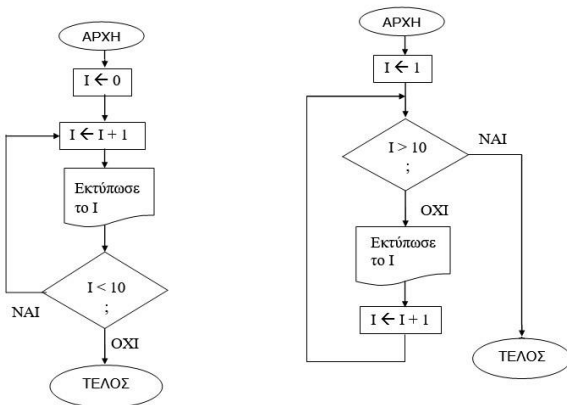 ΑΡΧΗ
I ← 0
I ← I + 1
Εκτύπωσε
το I
I < 10
;
ΝΑΙ
ΟΧΙ
ΤΕΛΟΣ
ΑΡΧΗ
I ← 1
I > 10
;
ΝΑΙ
ΟΧΙ
Εκτύπωσε
το I
I ← I + 1
ΤΕΛΟΣ